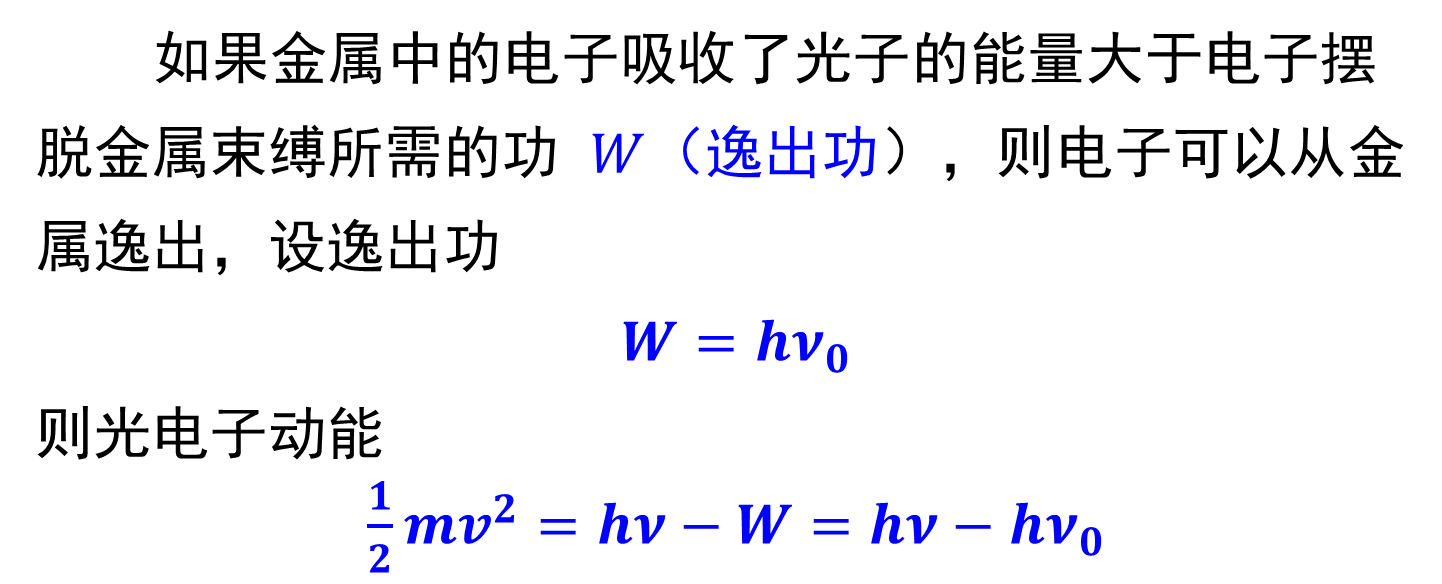 如果金属中的电子吸收了光子的能量大于电子摆
脱金属束缚所需的功 W（逸出功），则电子可以从金
属逸出，设逸出功
W = hν₀
则光电子动能
½mv² = hν − W = hν − hν₀